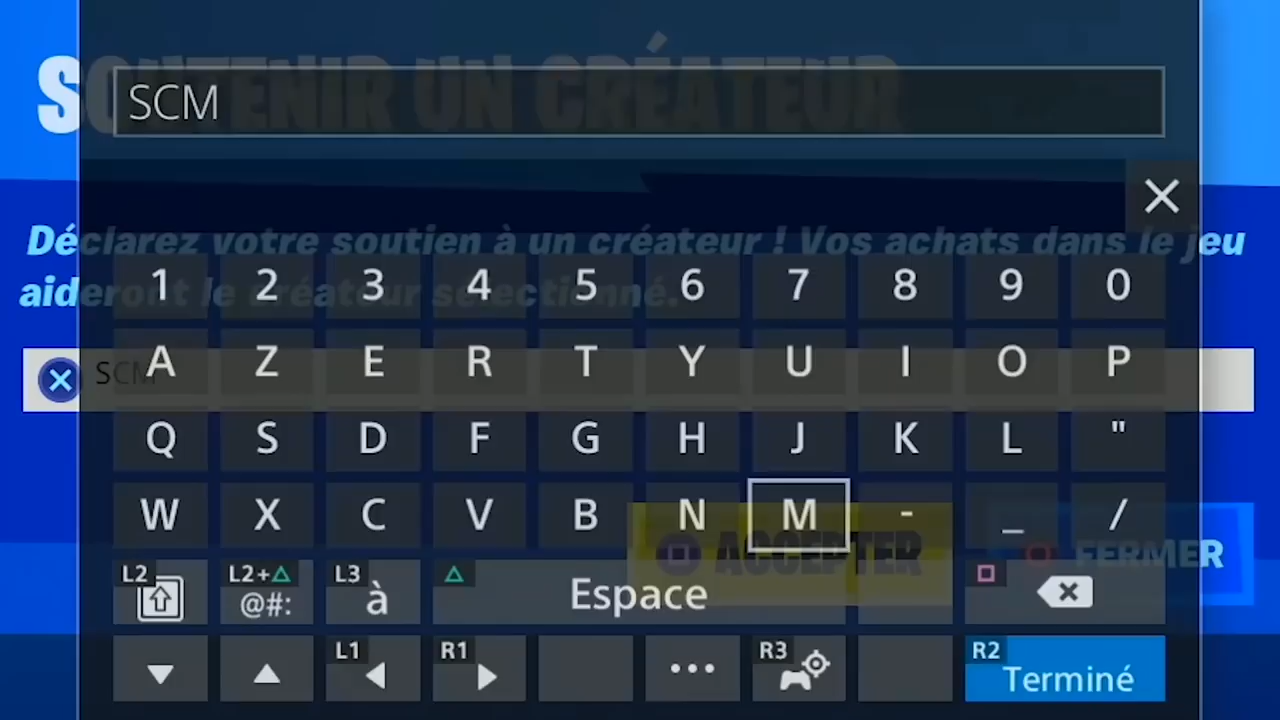 SOUTENIR UN CRÉATEUR
SCM
Déclarez votre soutien à un créateur ! Vos achats dans le jeu
aideront le créateur sélectionné.
1 2 3 4 5 6 7 8 9 0
SCM
A Z E R T Y U I O P
Q S D F G H J K L "
W X C V B N M - _ /
ACCEPTER
FERMER
L2 L2+△ @#: L3 à △ Espace
L1 R1 ... R3 R2 Terminé